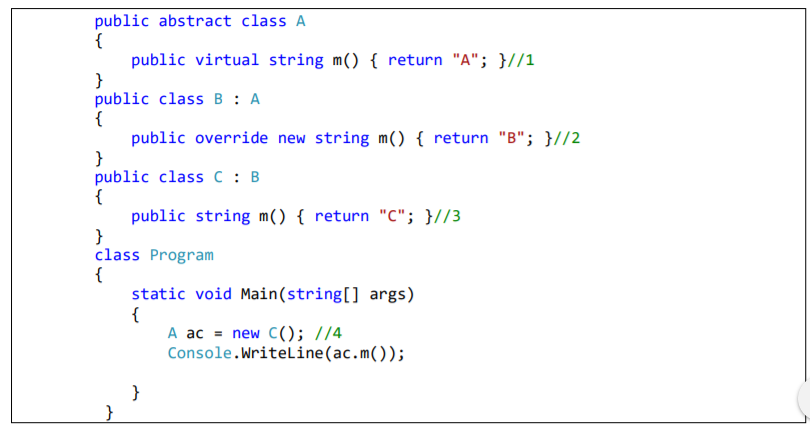 public abstract class A
{
public virtual string m() { return "A"; }//1
}
public class B : A
{
public override new string m() { return "B"; }//2
}
public class C : B
{
public string m() { return "C"; }//3
}
class Program
{
static void Main(string[] args)
{
A ac = new C(); //4
Console.WriteLine(ac.m());
}
}